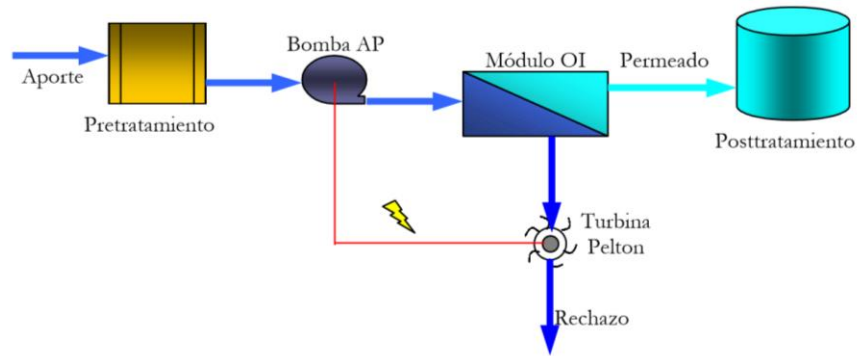 Aporte
Pretratamiento
Bomba AP
Módulo OI
Permeado
Posttratamiento
Turbina
Pelton
Rechazo